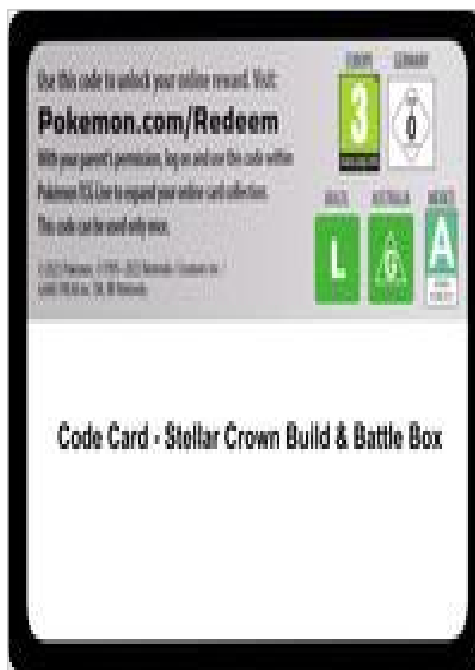 Use this code to unlock your online reward. Visit:
Pokemon.com/Redeem
With your parent's permission, log on and use this code within
Pokémon TCG Live to expand your online card collection.
This code can be used only once.
EUROPE GERMANY
3
0
BRAZIL AUSTRALIA MEXICO
L
G
A
Code Card - Stellar Crown Build & Battle Box